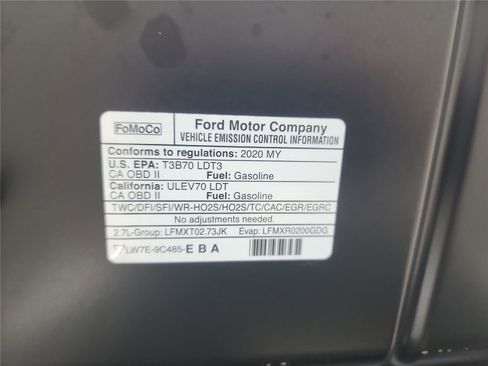 FoMoCo
Ford Motor Company
VEHICLE EMISSION CONTROL INFORMATION
Conforms to regulations: 2020 MY
U.S. EPA: T3B70 LDT3
CA OBD II Fuel: Gasoline
California: ULEV70 LDT
CA OBD II Fuel: Gasoline
TWC/DFI/SFI/WR-HO2S/HO2S/TC/CAC/EGR/EGRC
No adjustments needed.
2.7L-Group: LFMXT02.73JK Evap: LFMXR0200GDG
LW7E-9C485-E B A